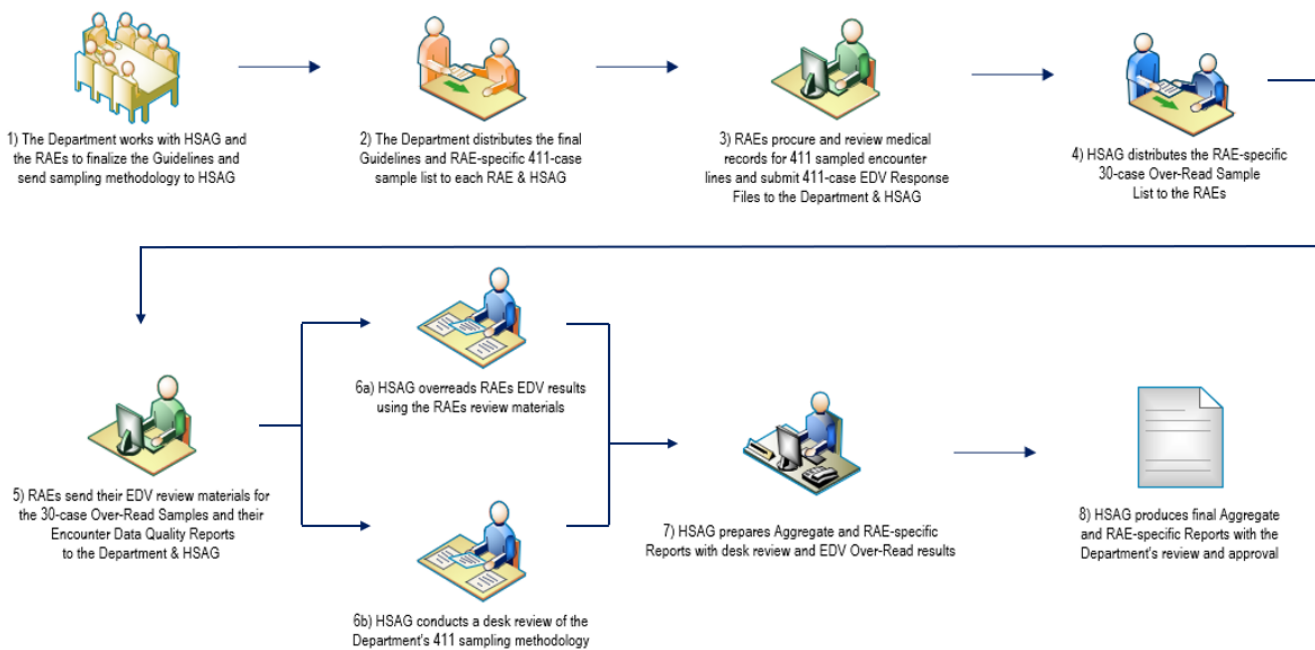 1) The Department works with HSAG and
the RAEs to finalize the Guidelines and
send sampling methodology to HSAG
2) The Department distributes the final
Guidelines and RAE-specific 411-case
sample list to each RAE & HSAG
3) RAEs procure and review medical
records for 411 sampled encounter
lines and submit 411-case EDV Response
Files to the Department & HSAG
4) HSAG distributes the RAE-specific
30-case Over-Read Sample
List to the RAEs
5) RAEs send their EDV review materials for
the 30-case Over-Read Samples and their
Encounter Data Quality Reports
to the Department & HSAG
6a) HSAG overreads RAEs EDV results
using the RAEs review materials
6b) HSAG conducts a desk review of the
Department's 411 sampling methodology
7) HSAG prepares Aggregate and RAE-specific
Reports with desk review and EDV Over-Read results
8) HSAG produces final Aggregate
and RAE-specific Reports with the
Department's review and approval